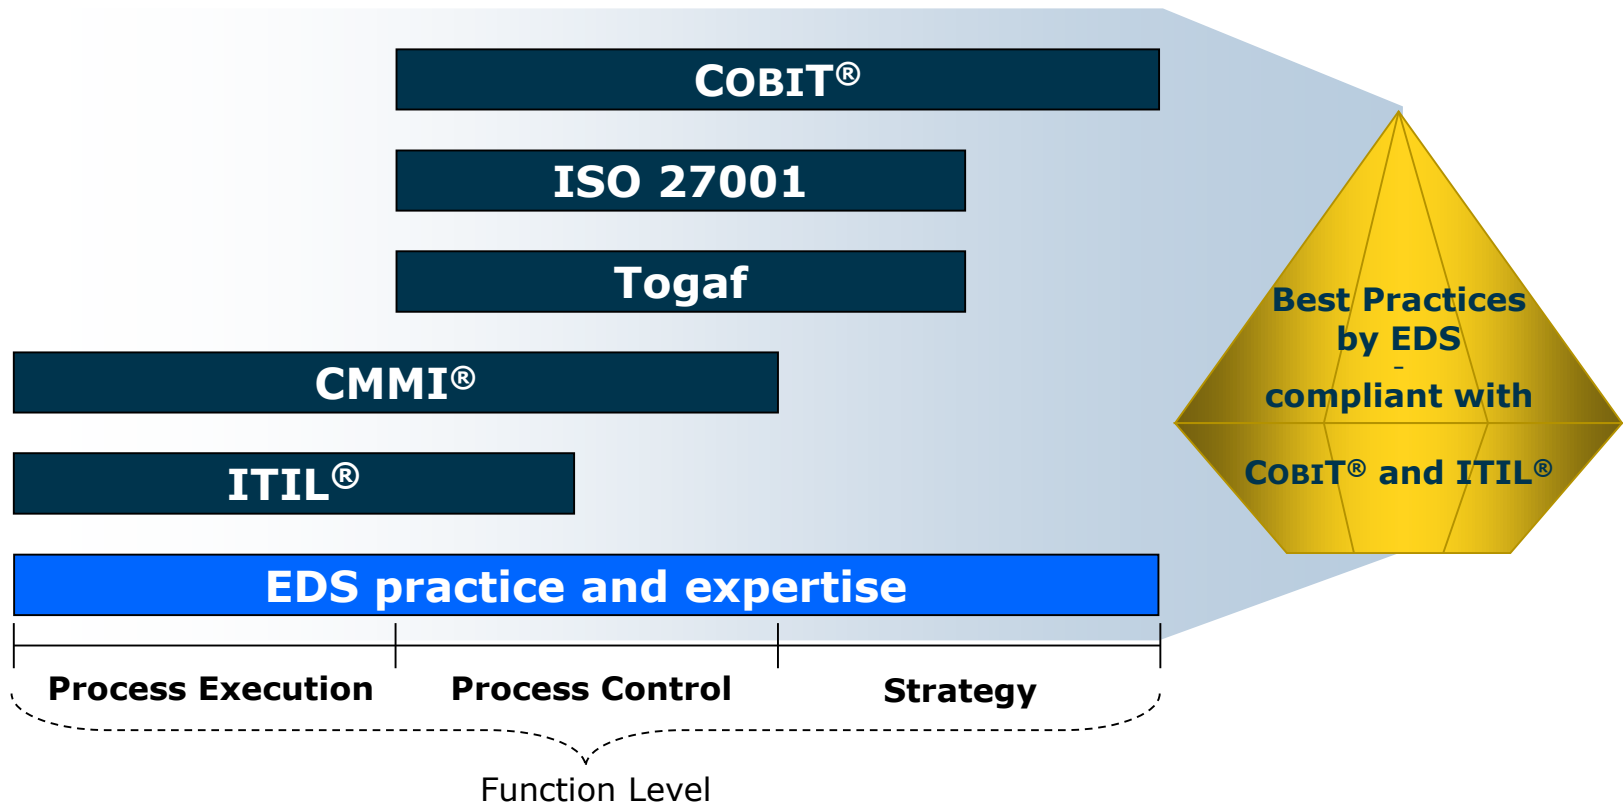 COBIT®
ISO 27001
Togaf
CMMI®
ITIL®
EDS practice and expertise
Process Execution
Process Control
Strategy
Function Level
Best Practices
by EDS
-
compliant with
COBIT® and ITIL®